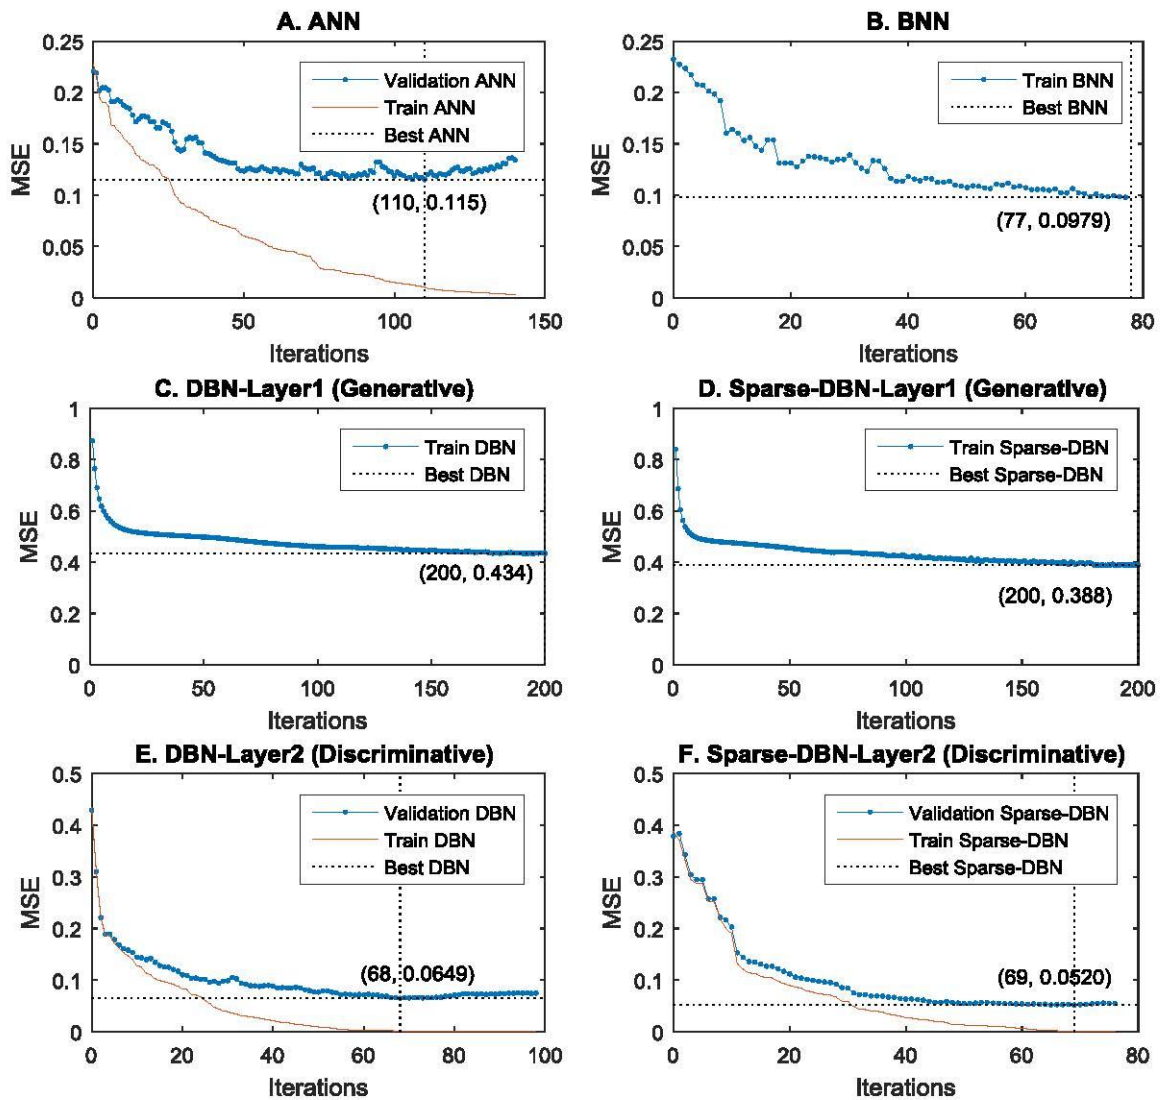 A. ANN
MSE
0.25
0.2
0.15
0.1
0.05
0
Validation ANN
Train ANN
Best ANN
(110, 0.115)
0 50 100 150
Iterations
B. BNN
MSE
0.25
0.2
0.15
0.1
0.05
0
Train BNN
Best BNN
(77, 0.0979)
0 20 40 60 80
Iterations
C. DBN-Layer1 (Generative)
MSE
1
0.8
0.6
0.4
0.2
0
Train DBN
Best DBN
(200, 0.434)
0 50 100 150 200
Iterations
D. Sparse-DBN-Layer1 (Generative)
MSE
1
0.8
0.6
0.4
0.2
0
Train Sparse-DBN
Best Sparse-DBN
(200, 0.388)
0 50 100 150 200
Iterations
E. DBN-Layer2 (Discriminative)
MSE
0.5
0.4
0.3
0.2
0.1
0
Validation DBN
Train DBN
Best DBN
(68, 0.0649)
0 20 40 60 80 100
Iterations
F. Sparse-DBN-Layer2 (Discriminative)
MSE
0.5
0.4
0.3
0.2
0.1
0
Validation Sparse-DBN
Train Sparse-DBN
Best Sparse-DBN
(69, 0.0520)
0 20 40 60 80
Iterations